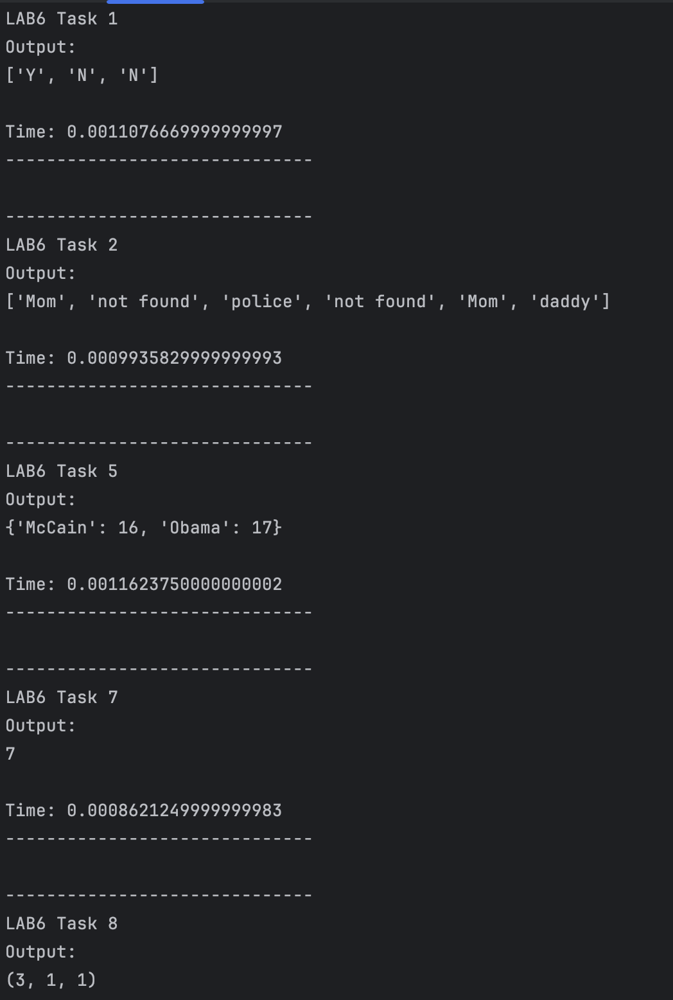 LAB6 Task 1
Output:
['Y', 'N', 'N']
Time: 0.0011076669999999997
------------------------------
------------------------------
LAB6 Task 2
Output:
['Mom', 'not found', 'police', 'not found', 'Mom', 'daddy']
Time: 0.0009935829999999993
------------------------------
------------------------------
LAB6 Task 5
Output:
{'McCain': 16, 'Obama': 17}
Time: 0.0011623750000000002
------------------------------
------------------------------
LAB6 Task 7
Output:
7
Time: 0.0008621249999999983
------------------------------
------------------------------
LAB6 Task 8
Output:
(3, 1, 1)